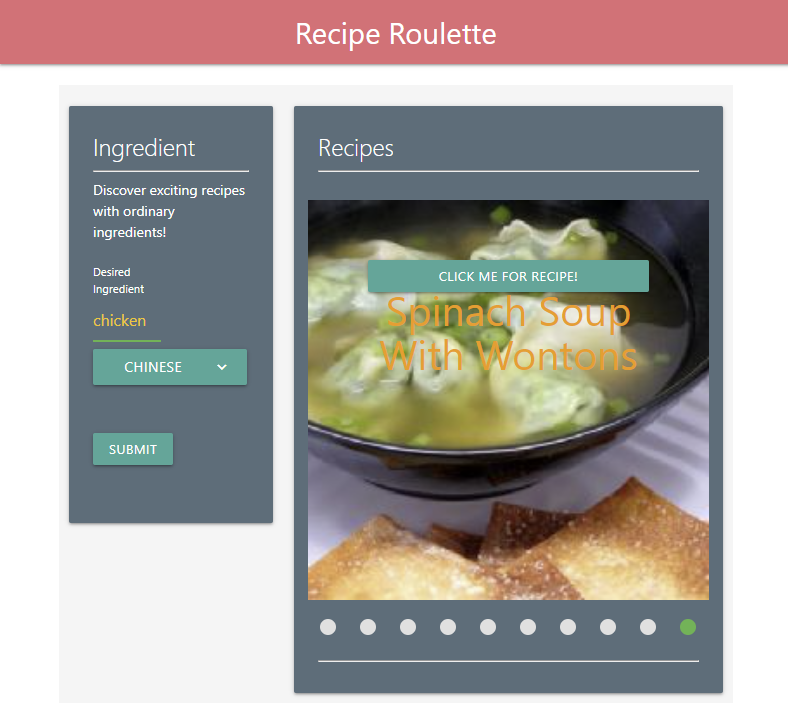 Recipe Roulette
Ingredient
Discover exciting recipes
with ordinary
ingredients!
Desired
Ingredient
chicken
CHINESE
SUBMIT
Recipes
CLICK ME FOR RECIPE!
Spinach Soup
With Wontons